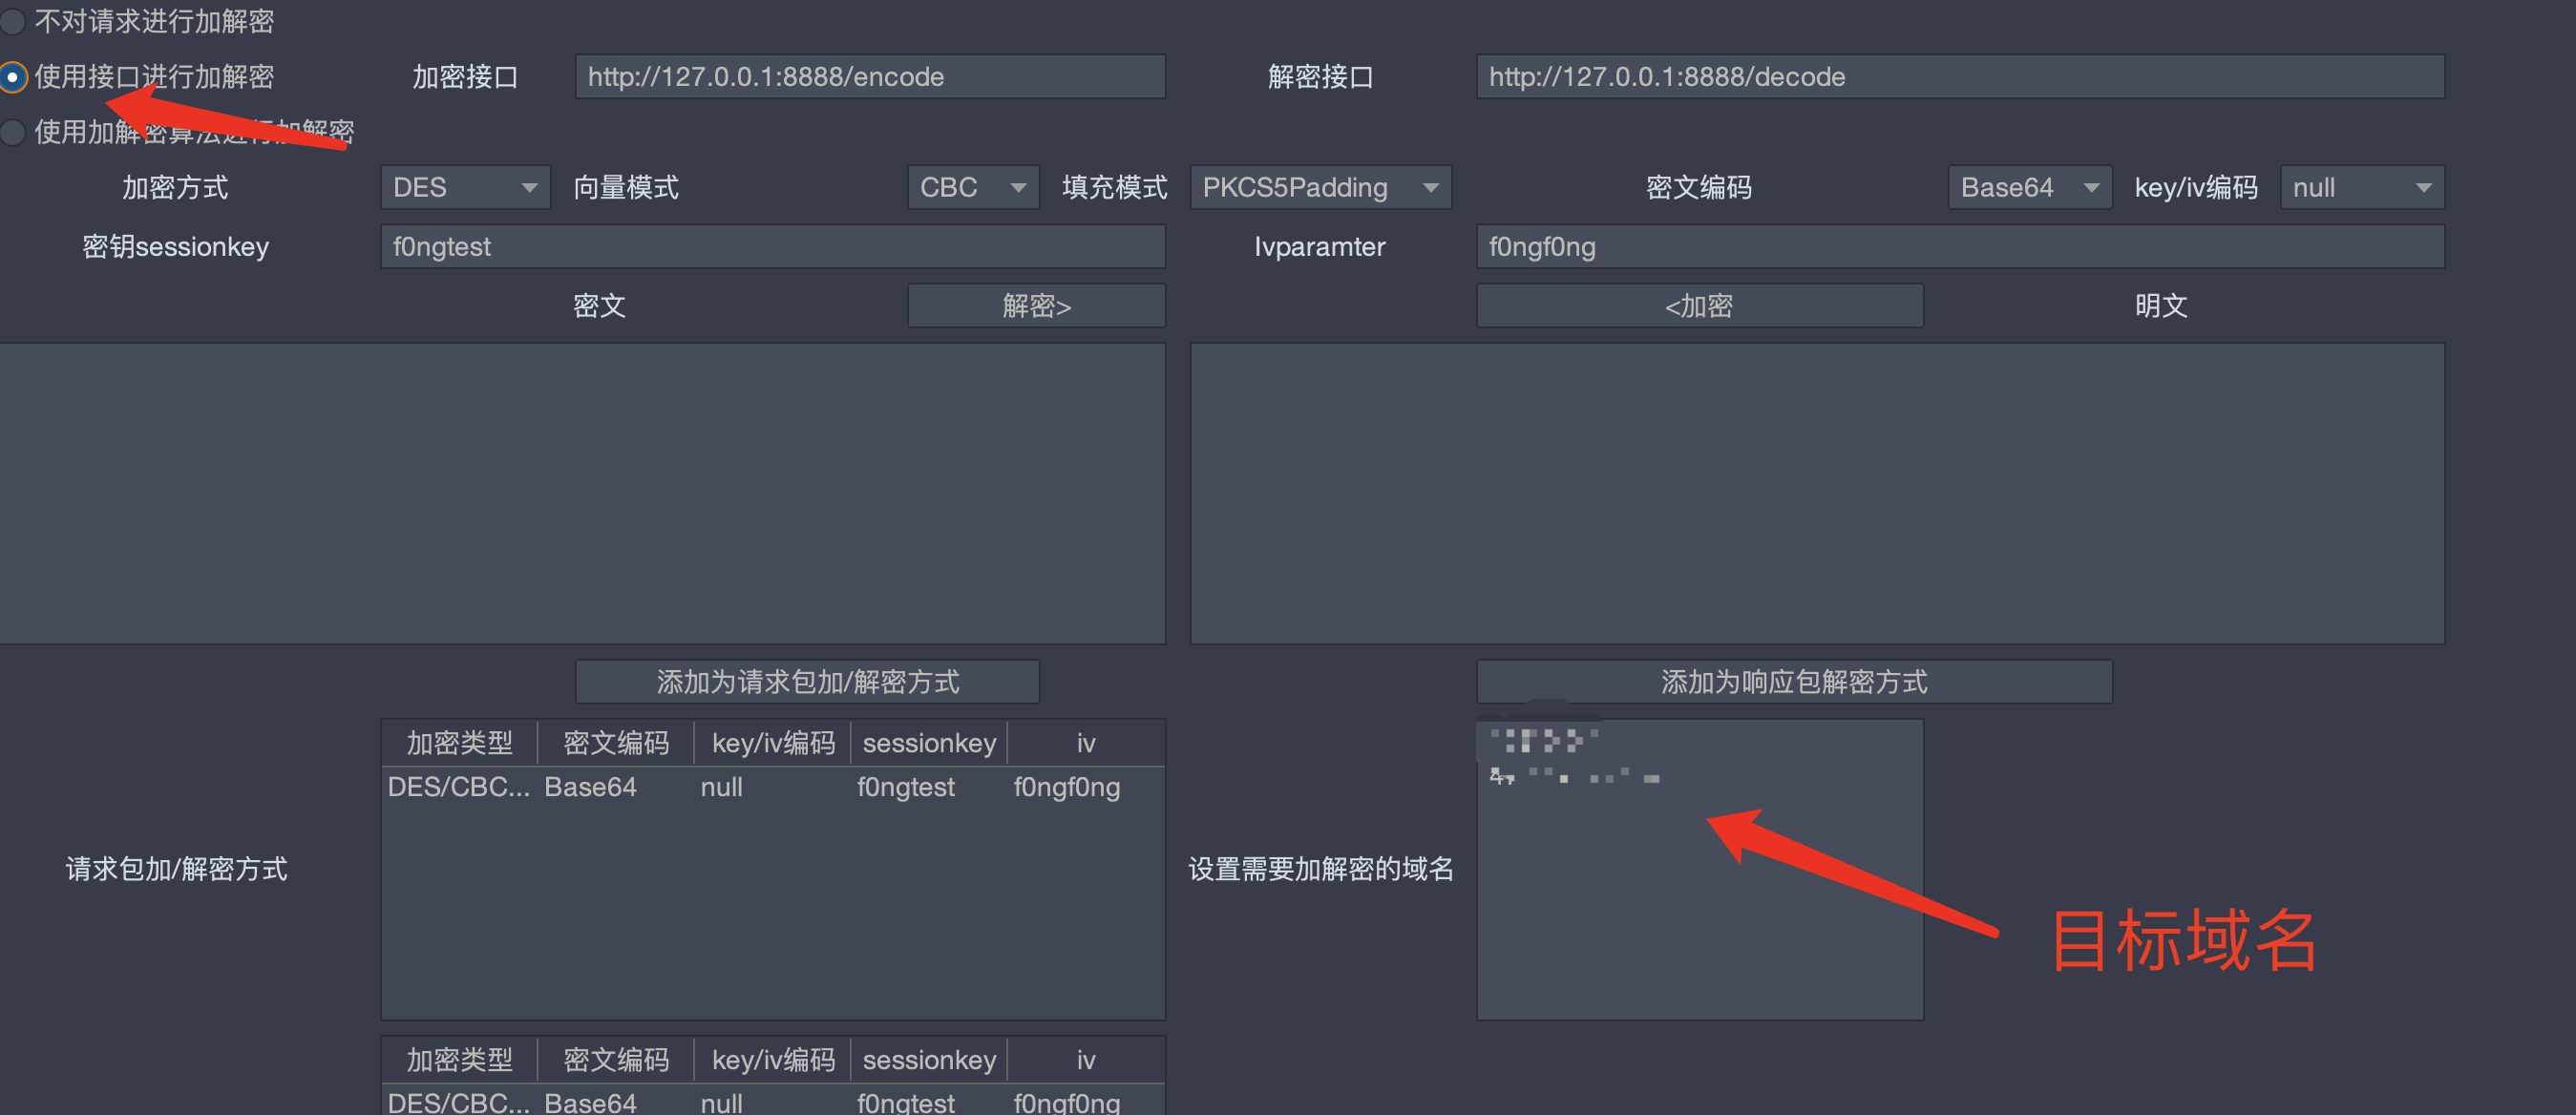 不对请求进行加解密
使用接口进行加解密 加密接口 http://127.0.0.1:8888/encode 解密接口 http://127.0.0.1:8888/decode
使用加解密算法进行加解密
加密方式 DES 向量模式 CBC 填充模式 PKCS5Padding 密文编码 Base64 key/iv编码 null
密钥sessionkey f0ngtest Ivparamter f0ngf0ng
密文 解密> <加密 明文
添加为请求包加/解密方式 添加为响应包解密方式
加密类型 密文编码 key/iv编码 sessionkey iv
DES/CBC... Base64 null f0ngtest f0ngf0ng
请求包加/解密方式 设置需要加解密的域名
目标域名
加密类型 密文编码 key/iv编码 sessionkey iv
DES/CBC... Base64 null f0ngtest f0ngf0ng